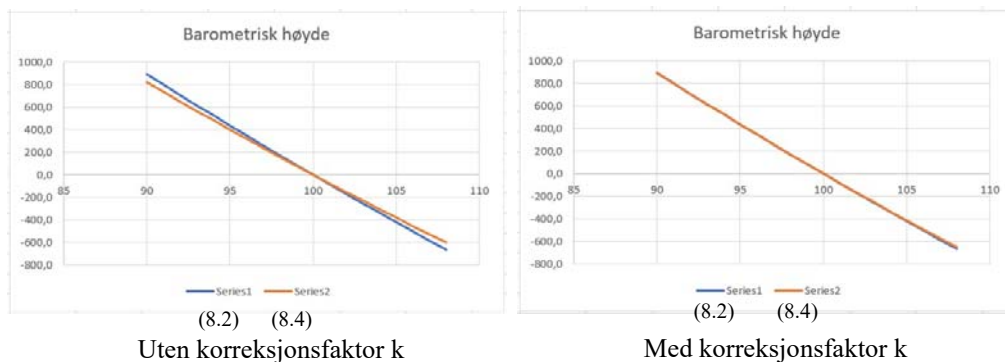 Barometrisk høyde
1000,0
800,0
600,0
400,0
200,0
0,0
-200,0
-400,0
-600,0
-800,0
85 90 95 100 105 110
Series1 Series2
(8.2) (8.4)
Uten korreksjonsfaktor k
Barometrisk høyde
1000,0
800,0
600,0
400,0
200,0
0,0
-200,0
-400,0
-600,0
-800,0
85 90 95 100 105 110
Series1 Series2
(8.2) (8.4)
Med korreksjonsfaktor k